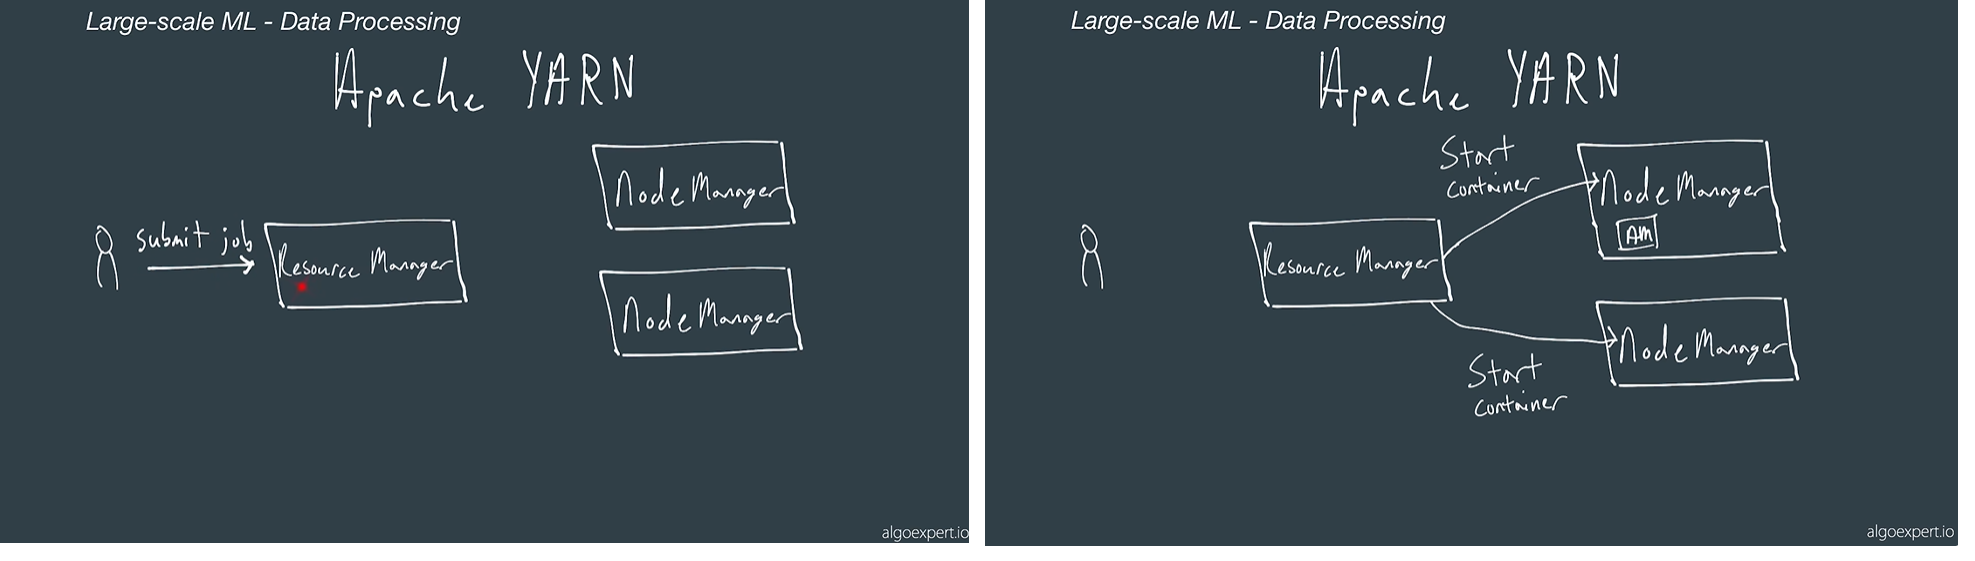 Large-scale ML - Data Processing
Apache YARN
submit job
Resource Manager
Node Manager
Node Manager
algoexpert.io
Large-scale ML - Data Processing
Apache YARN
Start
container
Node Manager
AM
Resource Manager
Node Manager
Start
container
algoexpert.io